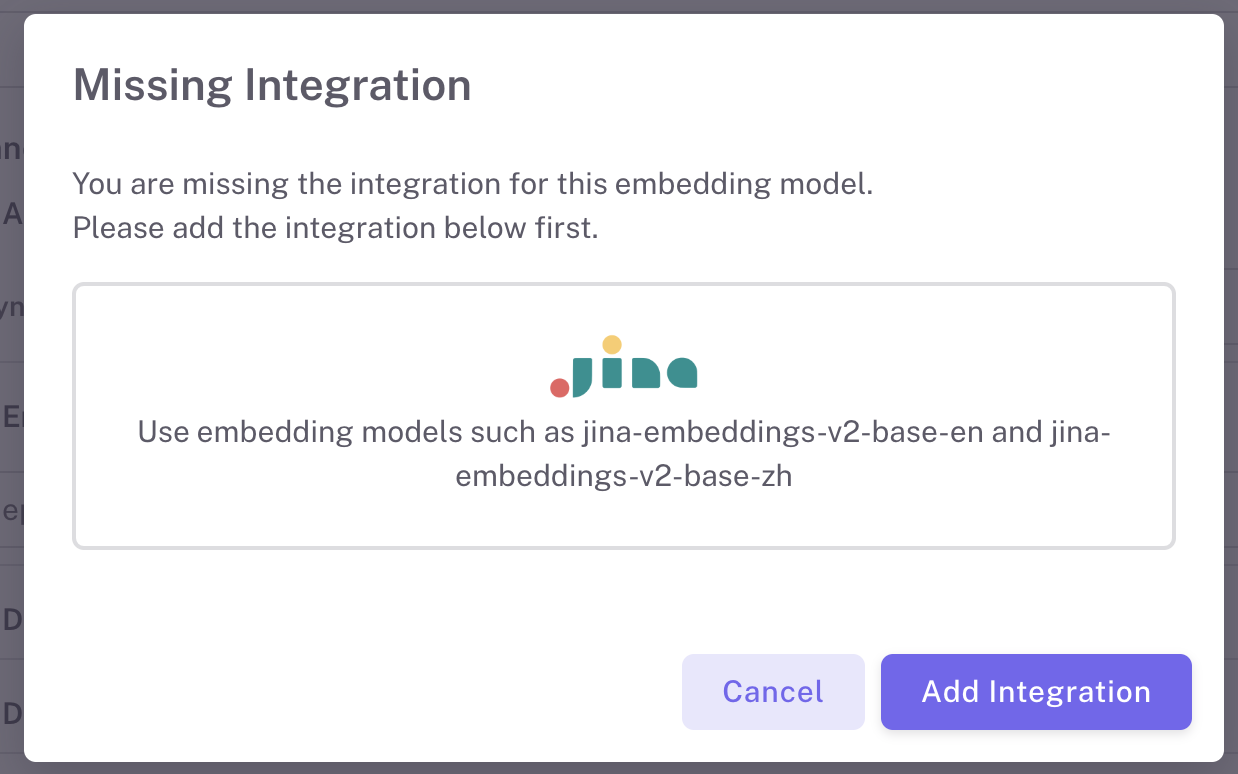 Missing Integration
You are missing the integration for this embedding model.
Please add the integration below first.
jina
Use embedding models such as jina-embeddings-v2-base-en and jina-
embeddings-v2-base-zh
Cancel
Add Integration